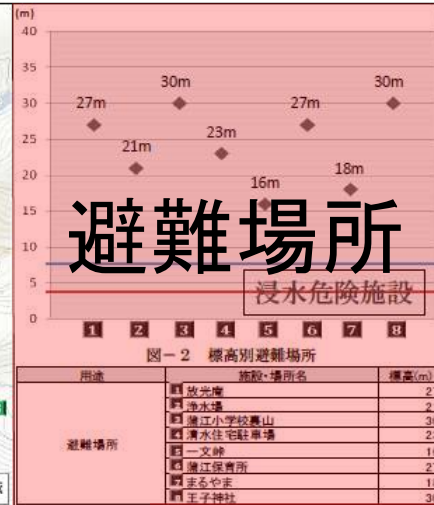 (m)
40
35
30
25
20
15
10
5
0
27m
21m
30m
23m
16m
27m
18m
30m
避難場所
浸水危険施設
1 2 3 4 5 6 7 8
図-2 標高別避難場所
用途 施設・場所名 標高(m)
避難場所
1 放光庵
2 浄水場
3 蒲江小学校裏山
4 清水住宅駐車場
5 一文峠
6 蒲江保育所
7 まるやま
8 王子神社